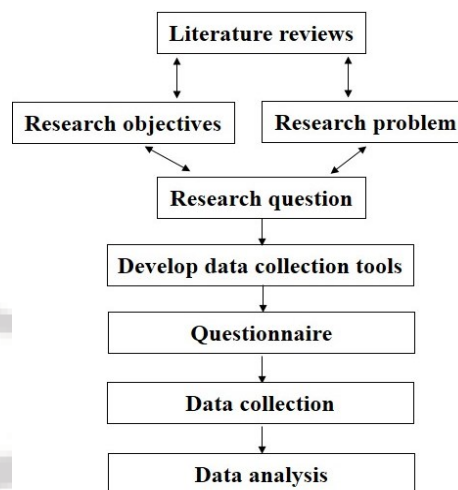 Literature reviews
Research objectives
Research problem
Research question
Develop data collection tools
Questionnaire
Data collection
Data analysis